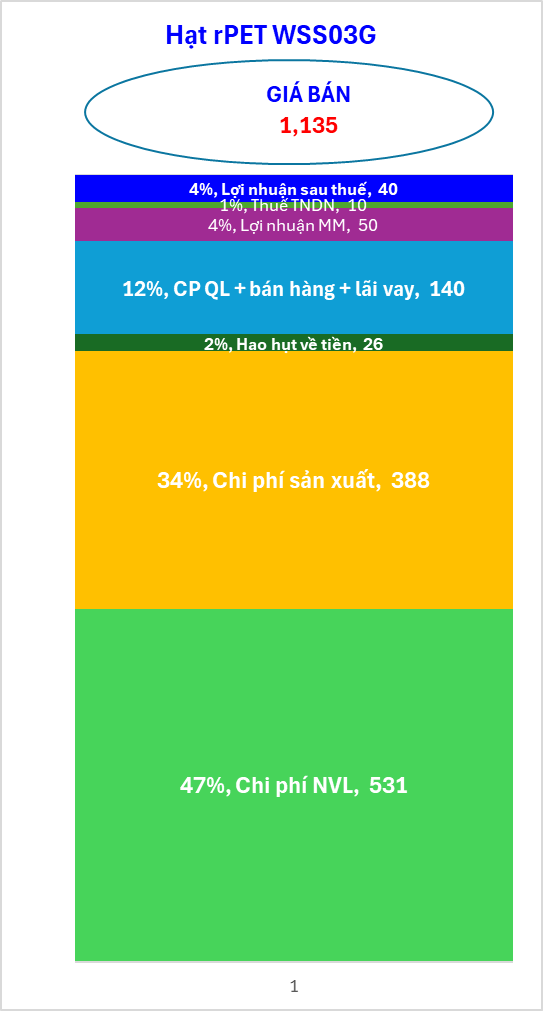 Hạt rPET WSS03G
GIÁ BÁN
1,135
4%, Lợi nhuận sau thuế, 40
1%, Thuế TNDN, 10
4%, Lợi nhuận MM, 50
12%, CP QL + bán hàng + lãi vay, 140
2%, Hao hụt về tiền, 26
34%, Chi phí sản xuất, 388
47%, Chi phí NVL, 531
1